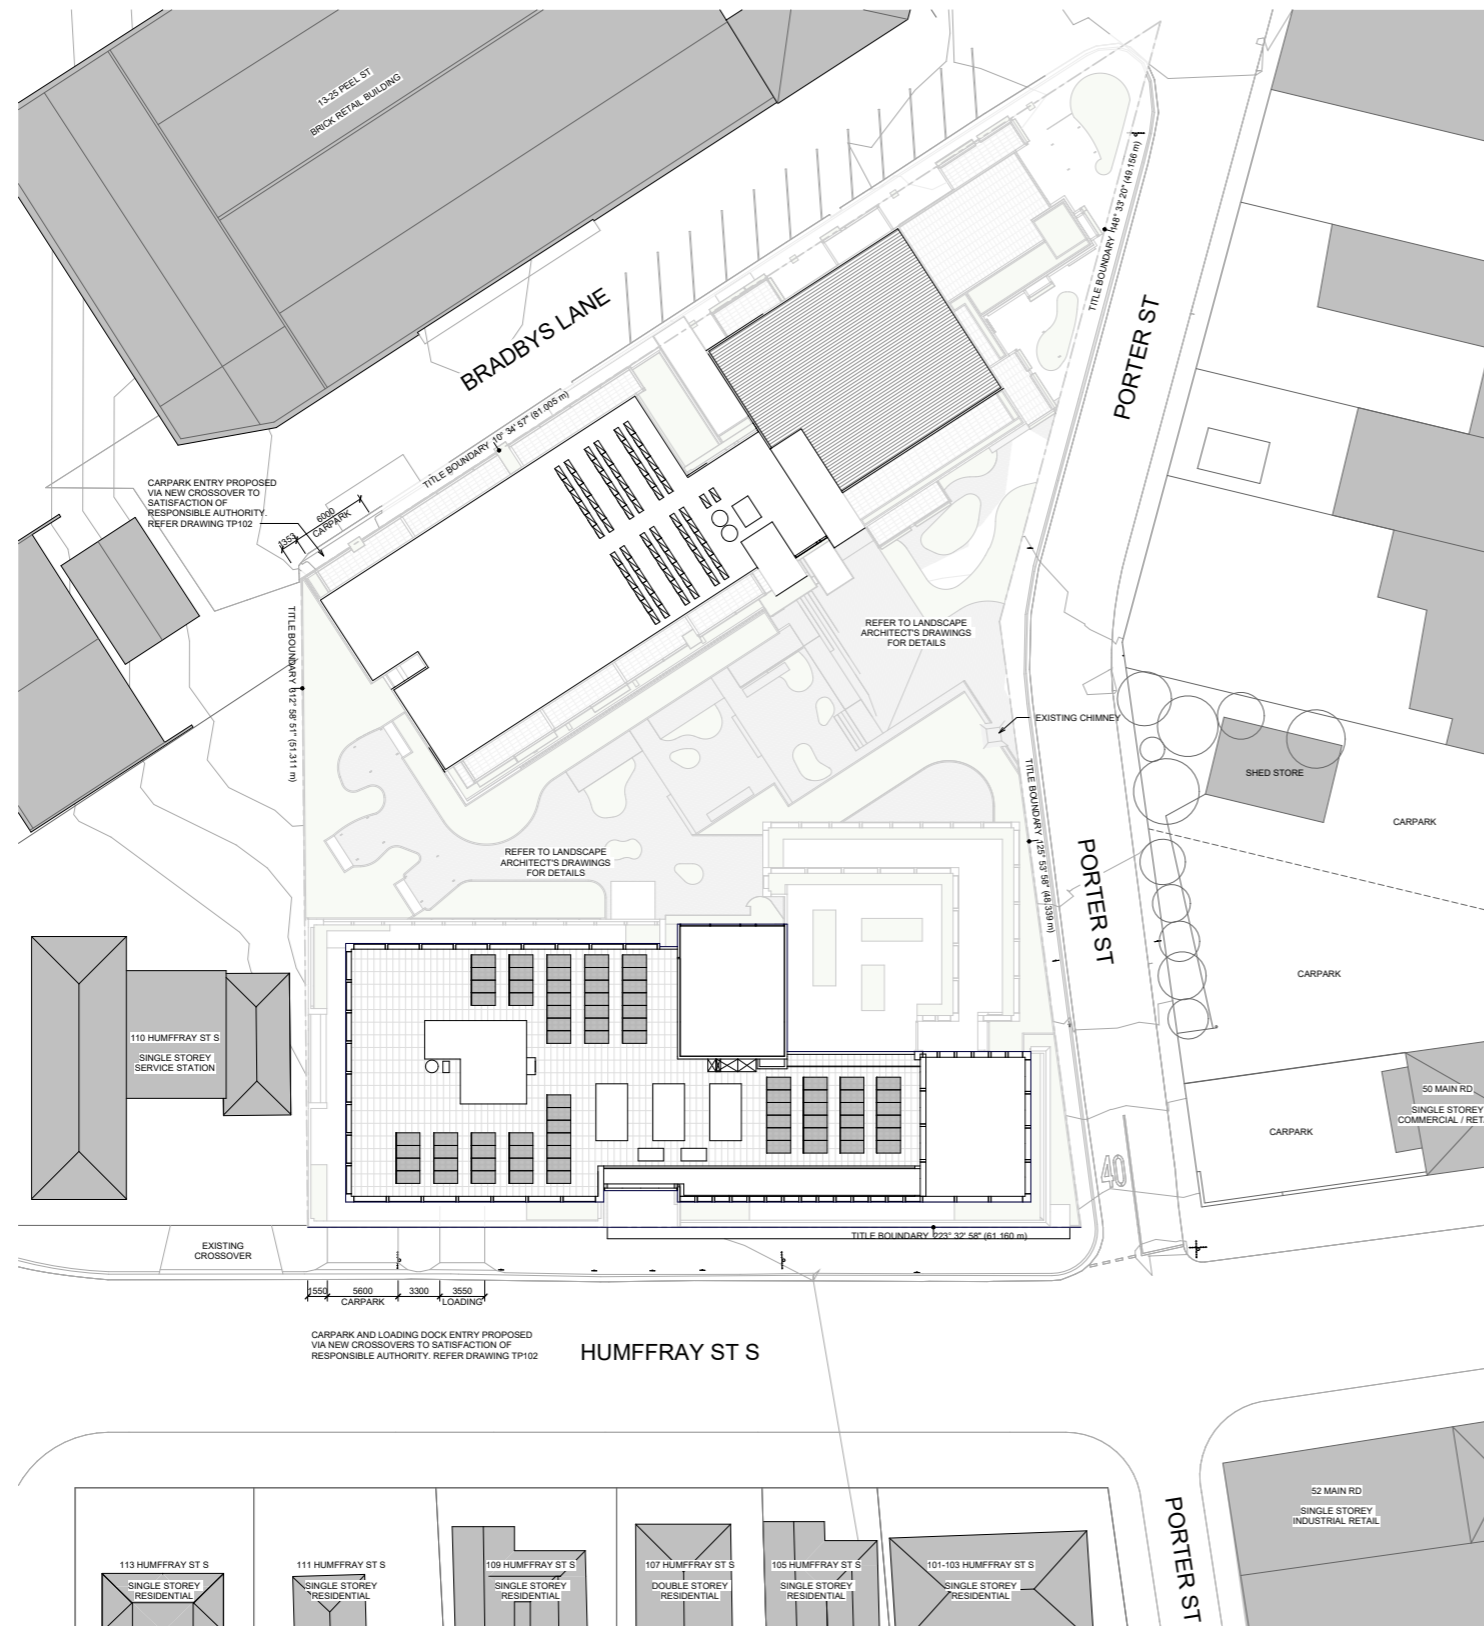 13-25 PEEL ST
BRICK RETAIL BUILDING
BRADBYS LANE
TITLE BOUNDARY 10° 34' 57" (81.005 m)
TITLE BOUNDARY 148° 33' 20" (49.156 m)
PORTER ST
CARPARK ENTRY PROPOSED
VIA NEW CROSSOVER TO
SATISFACTION OF
RESPONSIBLE AUTHORITY.
REFER DRAWING TP102
1353
6000
CARPARK
TITLE BOUNDARY 312° 58' 51" (51.311 m)
REFER TO LANDSCAPE
ARCHITECT'S DRAWINGS
FOR DETAILS
EXISTING CHIMNEY
SHED STORE
CARPARK
TITLE BOUNDARY 125° 53' 58" (48.339 m)
PORTER ST
REFER TO LANDSCAPE
ARCHITECT'S DRAWINGS
FOR DETAILS
CARPARK
110 HUMFFRAY ST S
SINGLE STOREY
SERVICE STATION
50 MAIN RD
SINGLE STOREY
COMMERCIAL / RET
CARPARK
40
TITLE BOUNDARY 223° 32' 58" (61.160 m)
EXISTING
CROSSOVER
1550
5600
CARPARK
3300
3550
LOADING
CARPARK AND LOADING DOCK ENTRY PROPOSED
VIA NEW CROSSOVERS TO SATISFACTION OF
RESPONSIBLE AUTHORITY. REFER DRAWING TP102
HUMFFRAY ST S
52 MAIN RD
SINGLE STOREY
INDUSTRIAL RETAIL
PORTER ST
113 HUMFFRAY ST S
SINGLE STOREY
RESIDENTIAL
111 HUMFFRAY ST S
SINGLE STOREY
RESIDENTIAL
109 HUMFFRAY ST S
SINGLE STOREY
RESIDENTIAL
107 HUMFFRAY ST S
DOUBLE STOREY
RESIDENTIAL
105 HUMFFRAY ST S
SINGLE STOREY
RESIDENTIAL
101-103 HUMFFRAY ST S
SINGLE STOREY
RESIDENTIAL